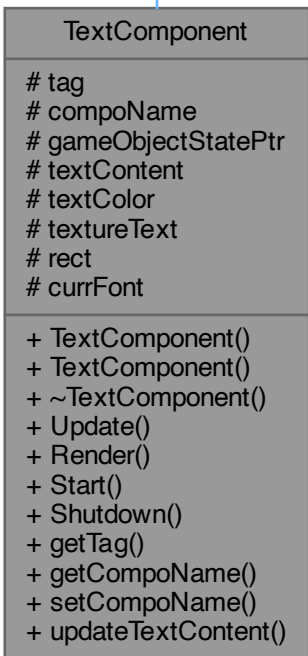 TextComponent
# tag
# compoName
# gameObjectStatePtr
# textContent
# textColor
# textureText
# rect
# currFont
+ TextComponent()
+ TextComponent()
+ ~TextComponent()
+ Update()
+ Render()
+ Start()
+ Shutdown()
+ getTag()
+ getCompoName()
+ setCompoName()
+ updateTextContent()